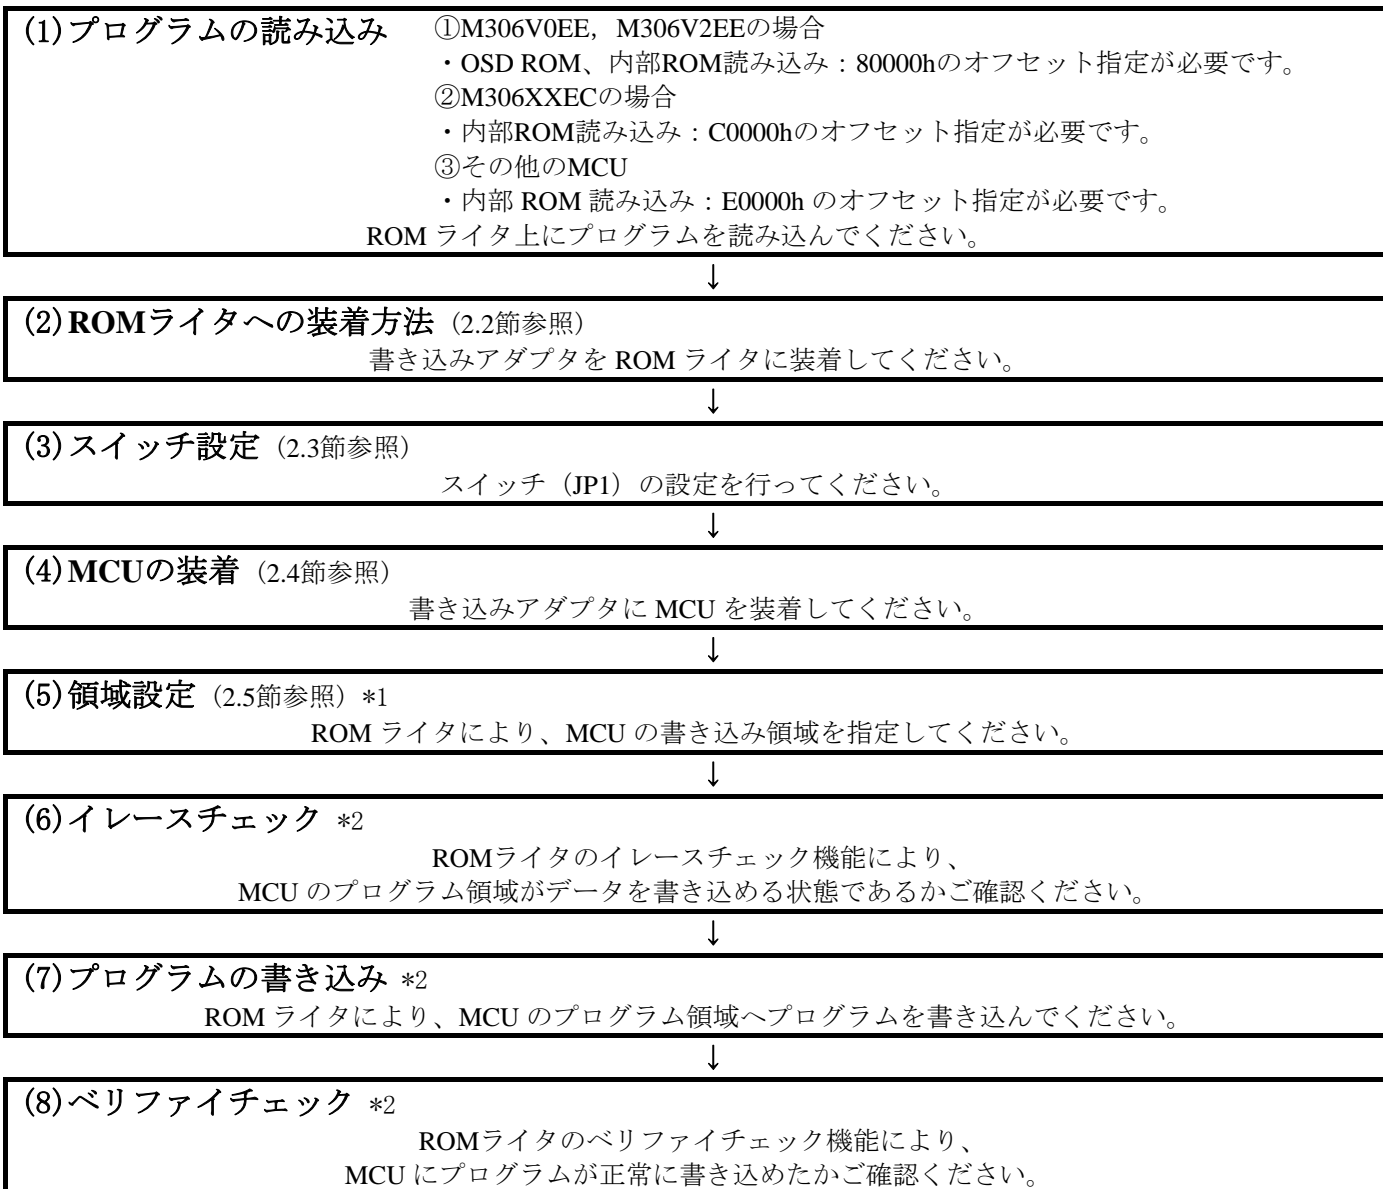 (1)プログラムの読み込み ①M306V0EE，M306V2EEの場合
・OSD ROM、内部ROM読み込み：80000hのオフセット指定が必要です。
②M306XXECの場合
・内部ROM読み込み：C0000hのオフセット指定が必要です。
③その他のMCU
・内部 ROM 読み込み：E0000h のオフセット指定が必要です。
ROM ライタ上にプログラムを読み込んでください。
↓
(2)ROMライタへの装着方法（2.2節参照）
書き込みアダプタを ROM ライタに装着してください。
↓
(3)スイッチ設定（2.3節参照）
スイッチ（JP1）の設定を行ってください。
↓
(4)MCUの装着（2.4節参照）
書き込みアダプタに MCU を装着してください。
↓
(5)領域設定（2.5節参照）*1
ROM ライタにより、MCU の書き込み領域を指定してください。
↓
(6)イレースチェック *2
ROMライタのイレースチェック機能により、
MCU のプログラム領域がデータを書き込める状態であるかご確認ください。
↓
(7)プログラムの書き込み *2
ROM ライタにより、MCU のプログラム領域へプログラムを書き込んでください。
↓
(8)ベリファイチェック *2
ROMライタのベリファイチェック機能により、
MCU にプログラムが正常に書き込めたかご確認ください。